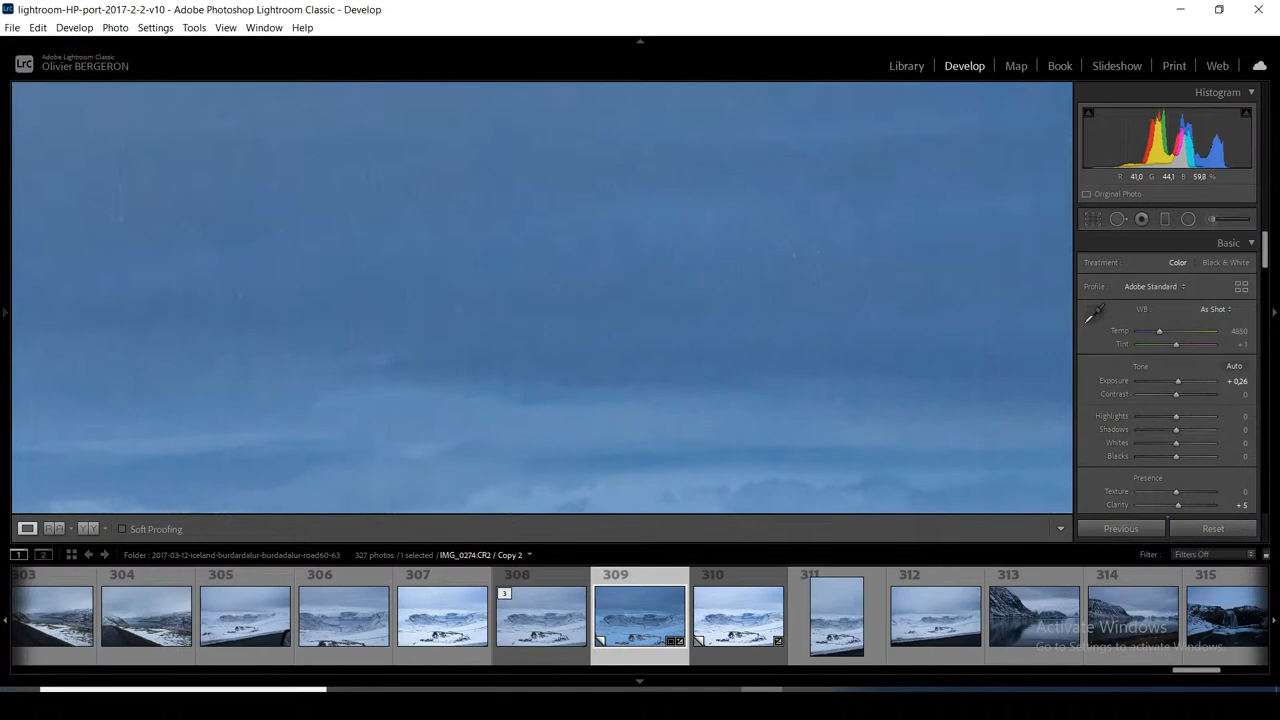 lightroom-HP-port-2017-2-2-v10 - Adobe Photoshop Lightroom Classic - Develop
File Edit Develop Photo Settings Tools View Window Help
Lrc
Adobe Lightroom Classic
Olivier BERGERON
Library Develop Map Book Slideshow Print Web
Histogram
R 41,0 G 44,1 B 59,8 %
Original Photo
Basic
Treatment : Color Black & White
Profile : Adobe Standard
WB : As Shot
Temp 4850
Tint + 1
Tone Auto
Exposure + 0,26
Contrast 0
Highlights 0
Shadows 0
Whites 0
Blacks 0
Presence
Texture 0
Clarity + 5
R A Y Y Soft Proofing
Previous Reset
1 2 Folder : 2017-03-12-iceland-burdardalur-burdadalur-road60-63 327 photos / 1 selected / IMG_0274.CR2 / Copy 2 Filter : Filters Off
303 304 305 306 307 308 309 310 311 312 313 314 315
3
Activate Windows
Go to Settings to activate Windows.